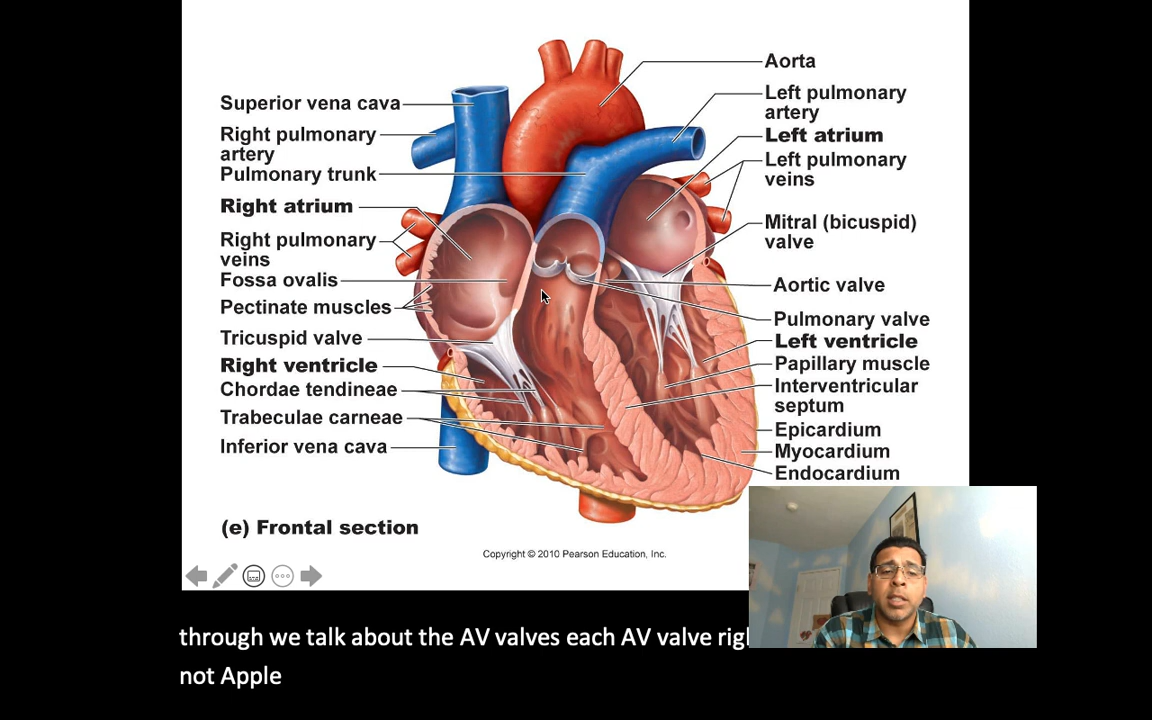 Superior vena cava
Right pulmonary
artery
Pulmonary trunk
Right atrium
Right pulmonary
veins
Fossa ovalis
Pectinate muscles
Tricuspid valve
Right ventricle
Chordae tendineae
Trabeculae carneae
Inferior vena cava
Aorta
Left pulmonary
artery
Left atrium
Left pulmonary
veins
Mitral (bicuspid)
valve
Aortic valve
Pulmonary valve
Left ventricle
Papillary muscle
Interventricular
septum
Epicardium
Myocardium
Endocardium
(e) Frontal section
Copyright © 2010 Pearson Education, Inc.
through we talk about the AV valves each AV valve
not Apple